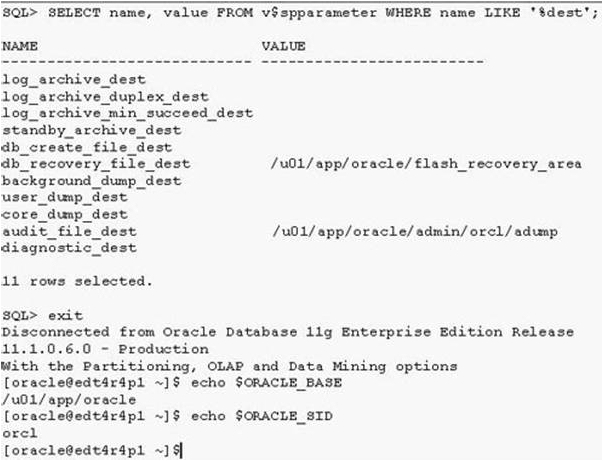 SQL> SELECT name, value FROM v$spparameter WHERE name LIKE '%dest';
NAME VALUE
---------------------------- -------------------------
log_archive_dest
log_archive_duplex_dest
log_archive_min_succeed_dest
standby_archive_dest
db_create_file_dest
db_recovery_file_dest /u01/app/oracle/flash_recovery_area
background_dump_dest
user_dump_dest
core_dump_dest
audit_file_dest /u01/app/oracle/admin/orcl/adump
diagnostic_dest
11 rows selected.
SQL> exit
Disconnected from Oracle Database 11g Enterprise Edition Release
11.1.0.6.0 - Production
With the Partitioning, OLAP and Data Mining options
[oracle@edt4r4p1 ~]$ echo $ORACLE_BASE
/u01/app/oracle
[oracle@edt4r4p1 ~]$ echo $ORACLE_SID
orcl
[oracle@edt4r4p1 ~]$